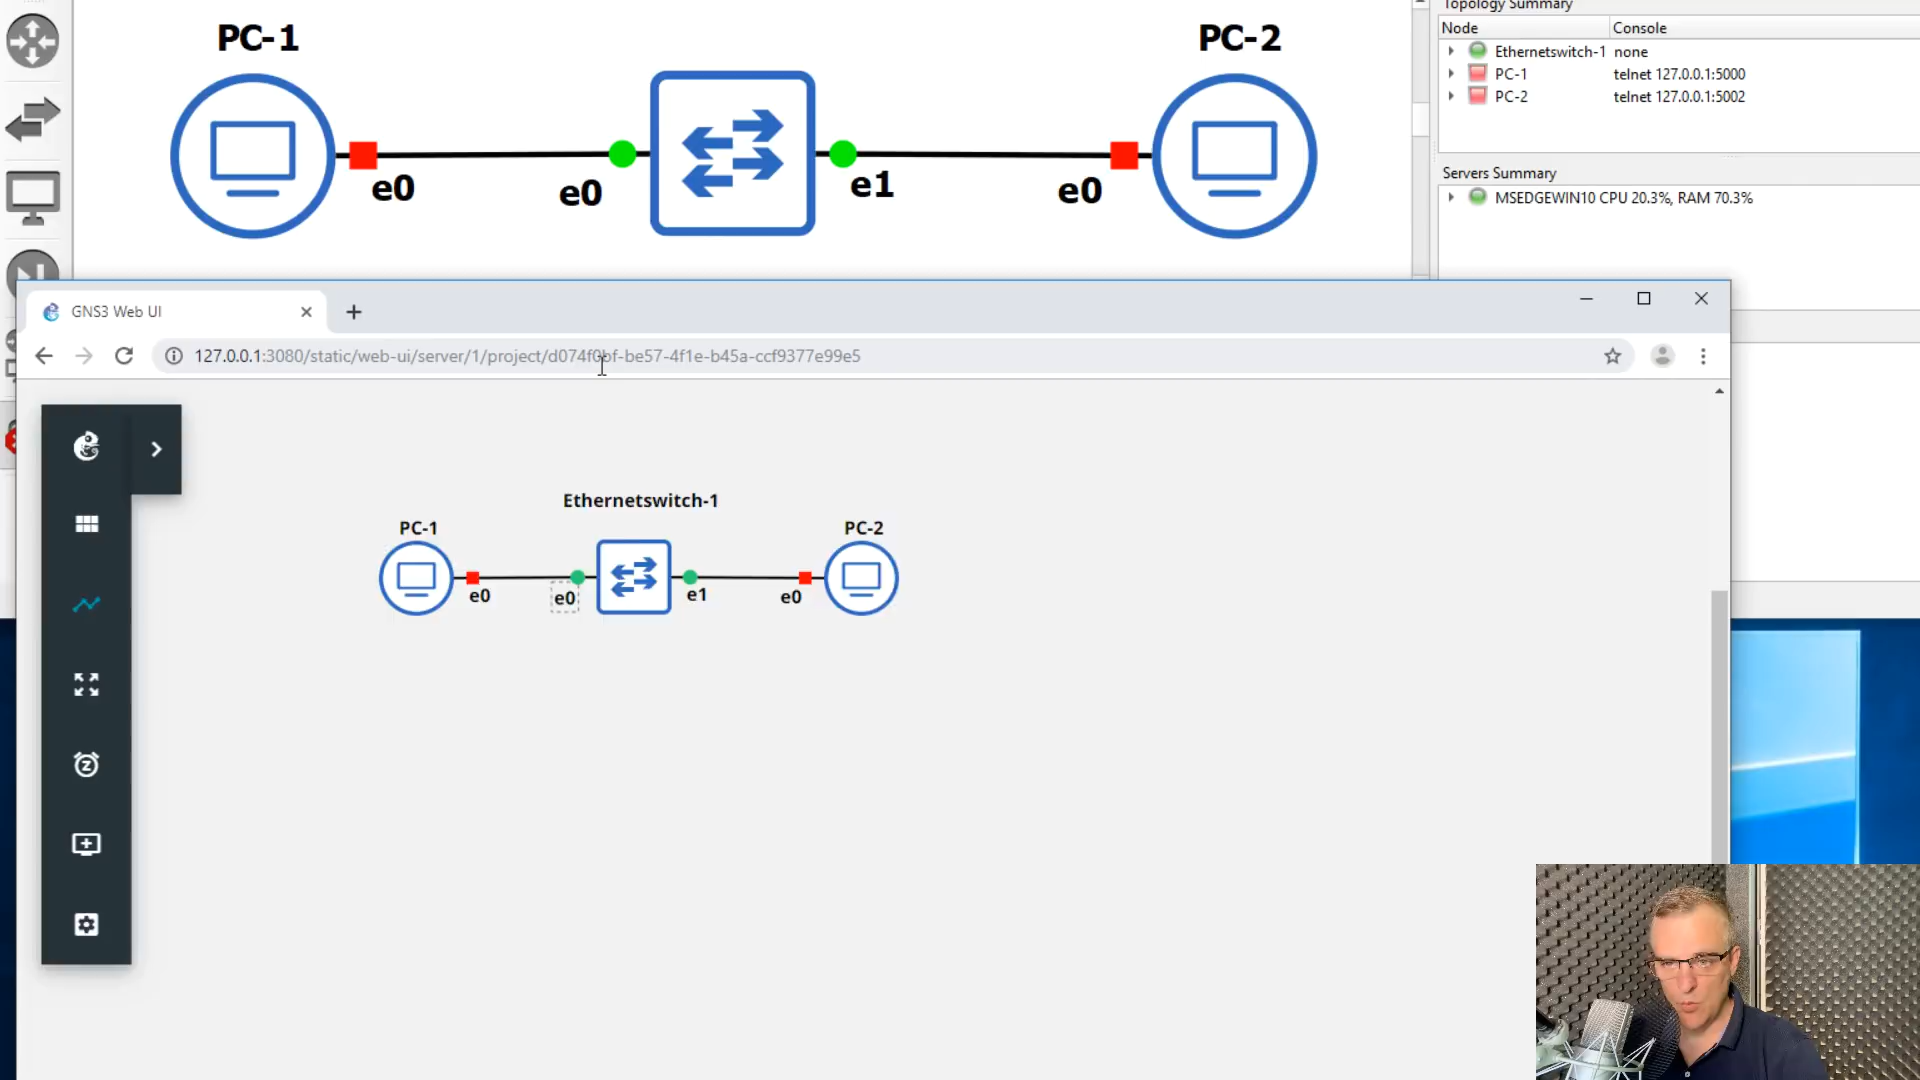 PC-1
PC-2
e0
e0
e1
e0
Topology Summary
Node Console
Ethernetswitch-1 none
PC-1 telnet 127.0.0.1:5000
PC-2 telnet 127.0.0.1:5002
Servers Summary
MSEDGEWIN10 CPU 20.3%, RAM 70.3%
GNS3 Web UI
127.0.0.1:3080/static/web-ui/server/1/project/d074f0bf-be57-4f1e-b45a-ccf9377e99e5
Ethernetswitch-1
PC-1
PC-2
e0
e0
e1
e0